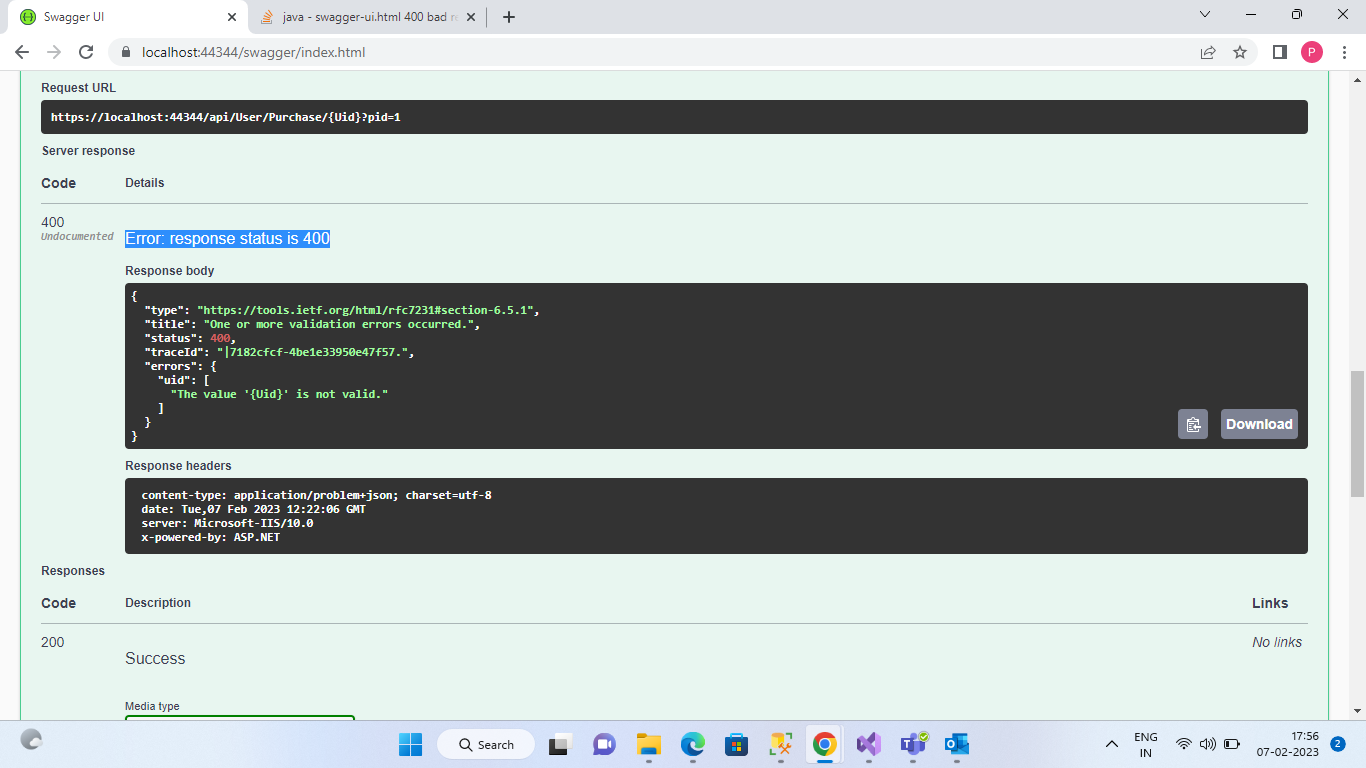 Swagger UI
java - swagger-ui.html 400 bad re
localhost:44344/swagger/index.html
P
Request URL
https://localhost:44344/api/User/Purchase/{Uid}?pid=1
Server response
Code Details
400
Undocumented
Error: response status is 400
Response body
{
"type": "https://tools.ietf.org/html/rfc7231#section-6.5.1",
"title": "One or more validation errors occurred.",
"status": 400,
"traceId": "|7182cfcf-4be1e33950e47f57.",
"errors": {
"uid": [
"The value '{Uid}' is not valid."
]
}
}
Download
Response headers
content-type: application/problem+json; charset=utf-8
date: Tue,07 Feb 2023 12:22:06 GMT
server: Microsoft-IIS/10.0
x-powered-by: ASP.NET
Responses
Code Description Links
200
Success
No links
Media type
Search
ENG
IN
17:56
07-02-2023
2